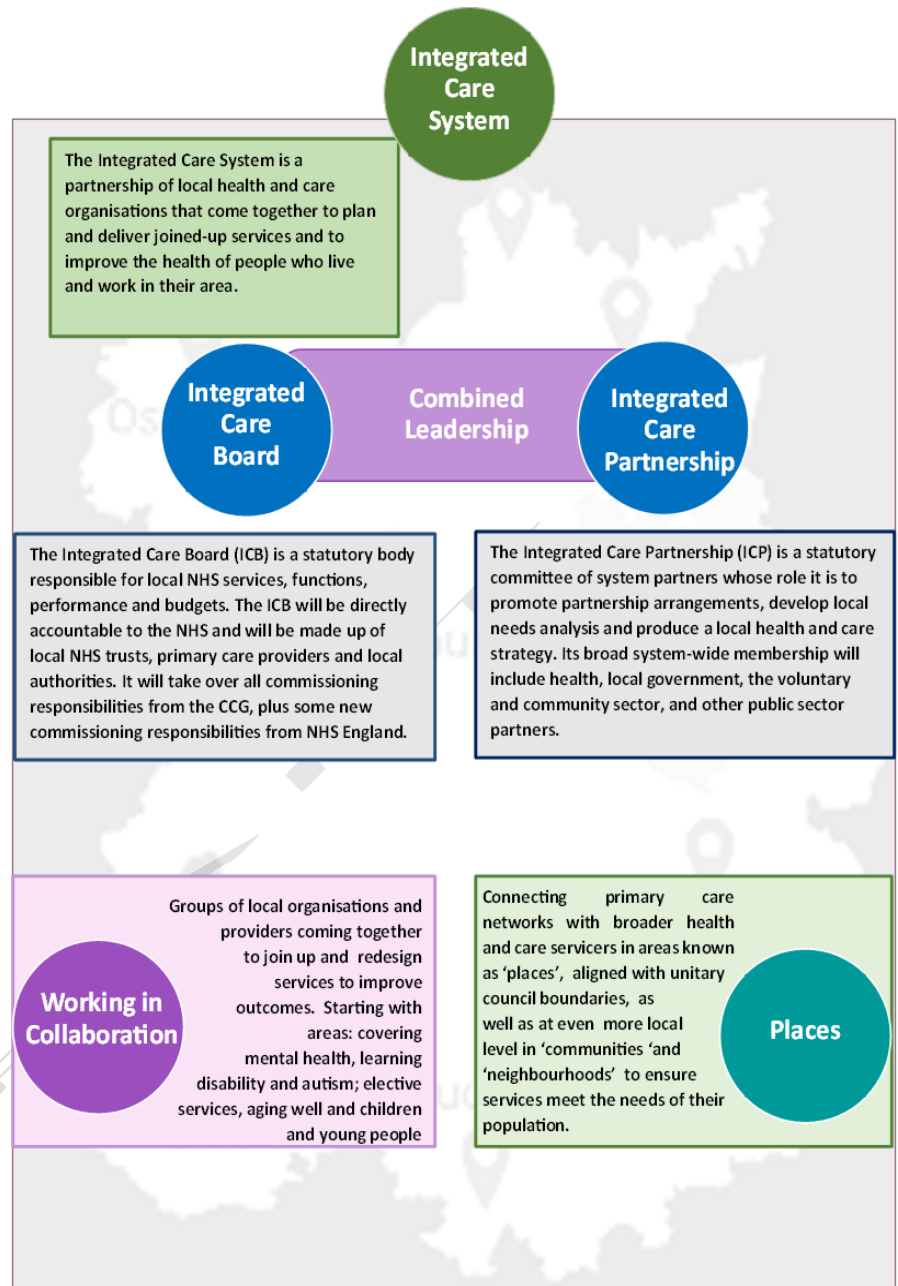 Integrated
Care
System
The Integrated Care System is a
partnership of local health and care
organisations that come together to plan
and deliver joined-up services and to
improve the health of people who live
and work in their area.
Integrated
Care
Board
Combined
Leadership
Integrated
Care
Partnership
The Integrated Care Board (ICB) is a statutory body
responsible for local NHS services, functions,
performance and budgets. The ICB will be directly
accountable to the NHS and will be made up of
local NHS trusts, primary care providers and local
authorities. It will take over all commissioning
responsibilities from the CCG, plus some new
commissioning responsibilities from NHS England.
The Integrated Care Partnership (ICP) is a statutory
committee of system partners whose role it is to
promote partnership arrangements, develop local
needs analysis and produce a local health and care
strategy. Its broad system-wide membership will
include health, local government, the voluntary
and community sector, and other public sector
partners.
Working in
Collaboration
Groups of local organisations and
providers coming together
to join up and redesign
services to improve
outcomes. Starting with
areas: covering
mental health, learning
disability and autism; elective
services, aging well and children
and young people
Connecting primary care
networks with broader health
and care servicers in areas known
as ‘places’, aligned with unitary
council boundaries, as
well as at even more local
level in ‘communities ‘and
‘neighbourhoods’ to ensure
services meet the needs of their
population.
Places